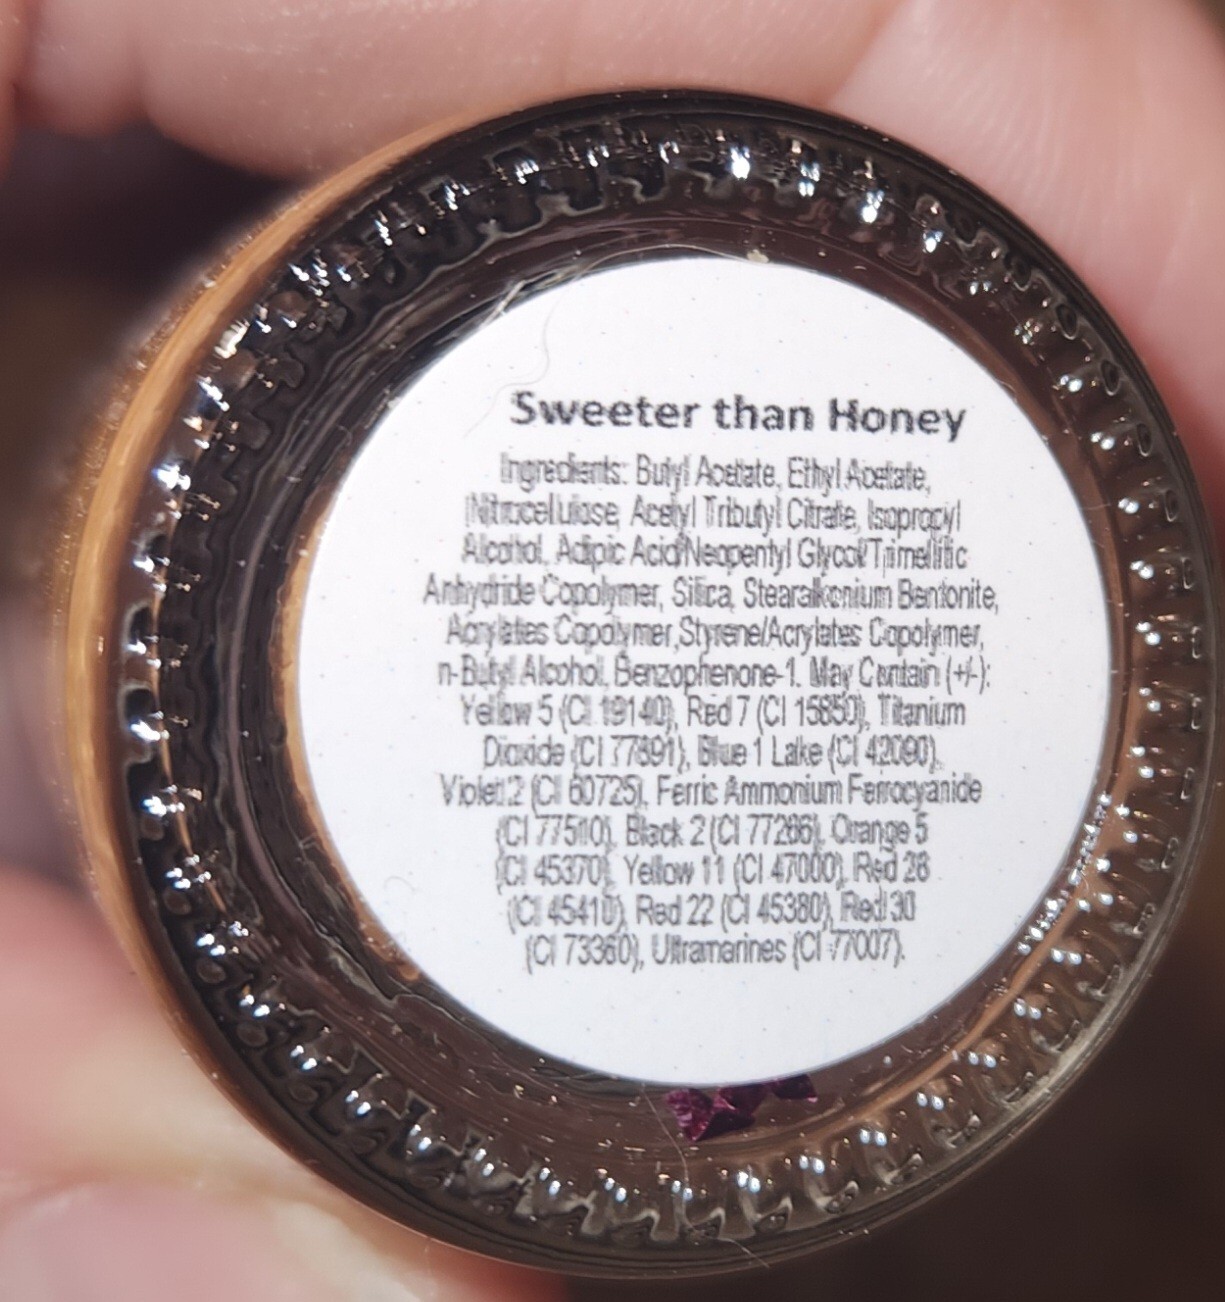 Sweeter than Honey
Ingredients: Butyl Acetate, Ethyl Acetate,
Nitrocellulose, Acetyl Tributyl Citrate, Isopropyl
Alcohol, Adipic Acid/Neopentyl Glycol/Trimellitic
Anhydride Copolymer, Silica, Stearalkonium Bentonite,
Acrylates Copolymer,Styrene/Acrylates Copolymer,
n-Butyl Alcohol, Benzophenone-1. May Contain (+/-):
Yellow 5 (CI 19140), Red 7 (CI 15850), Titanium
Dioxide (CI 77891), Blue 1 Lake (CI 42090),
Violet 2 (CI 60725), Ferric Ammonium Ferrocyanide
(CI 77510), Black 2 (CI 77266), Orange 5
(CI 45370), Yellow 11 (CI 47000), Red 28
(CI 45410), Red 22 (CI 45380), Red 30
(CI 73360), Ultramarines (CI 77007).